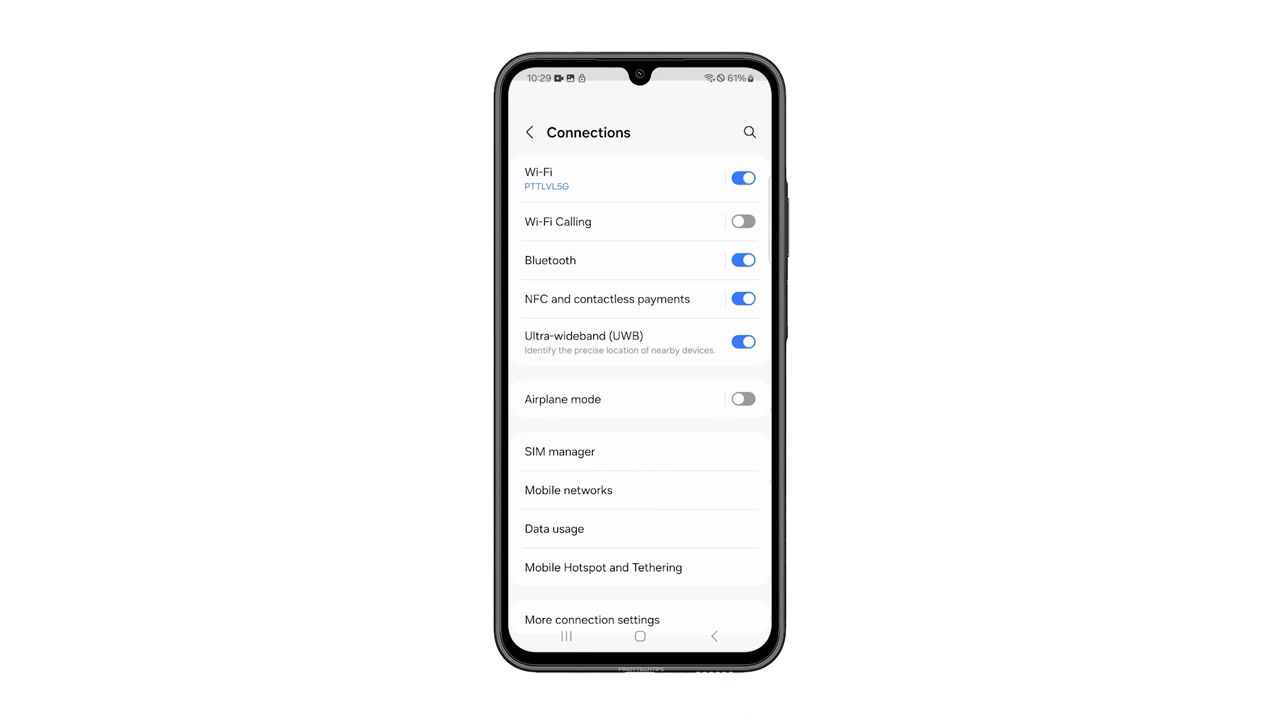 10:29 61%
Connections
Wi-Fi
PTTLVL5G
Wi-Fi Calling
Bluetooth
NFC and contactless payments
Ultra-wideband (UWB)
Identify the precise location of nearby devices.
Airplane mode
SIM manager
Mobile networks
Data usage
Mobile Hotspot and Tethering
More connection settings